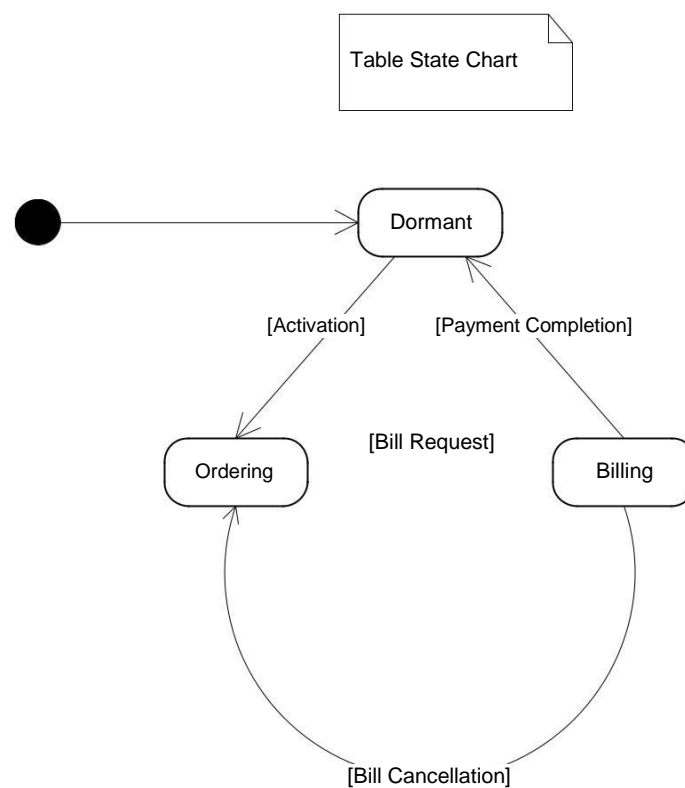 Table State Chart
Dormant
[Activation]
[Payment Completion]
[Bill Request]
Ordering
Billing
[Bill Cancellation]